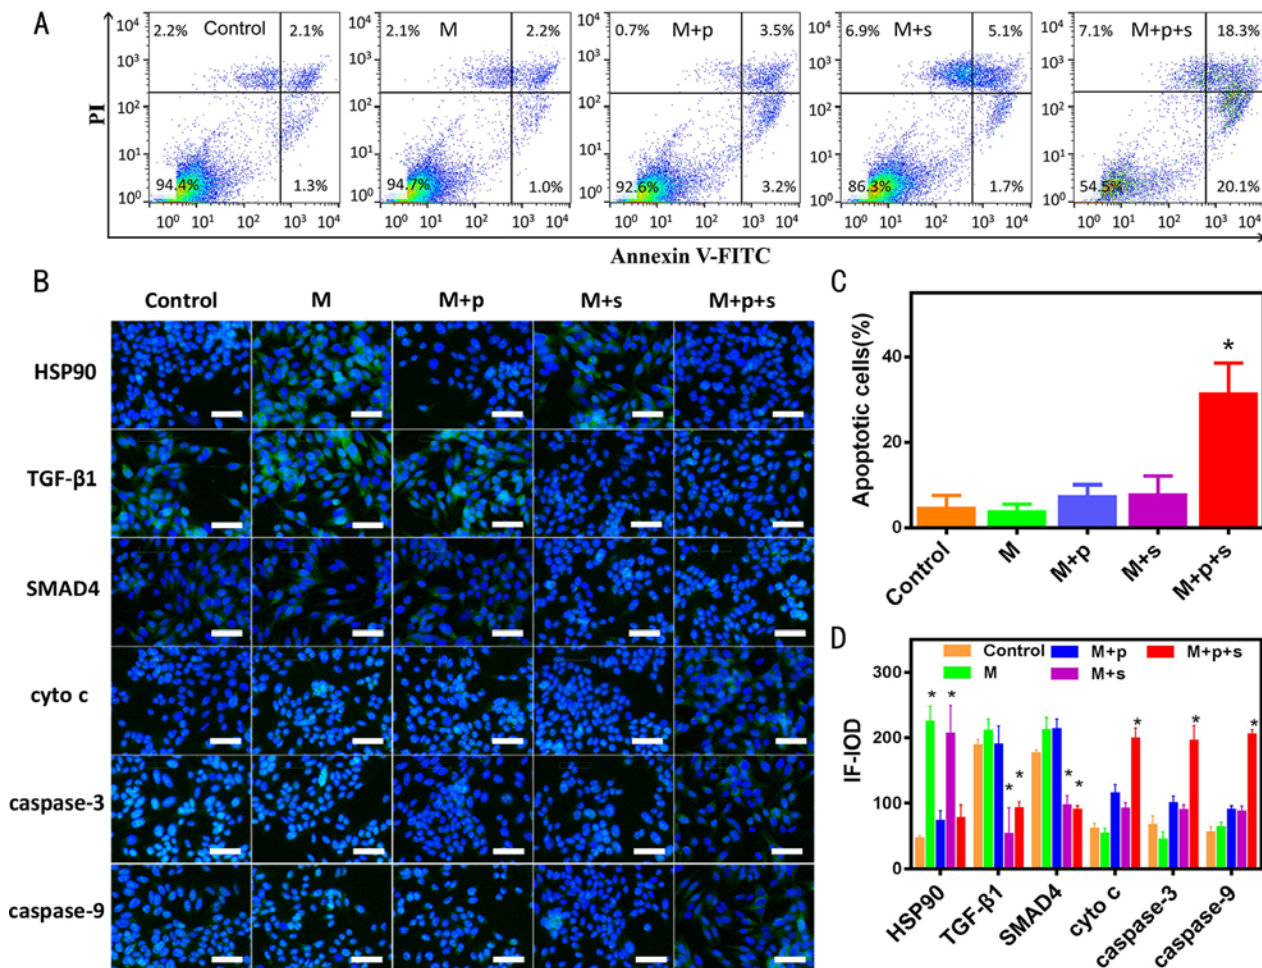 A
PI
10⁴ 10³ 10² 10¹ 10⁰
2.2% Control 2.1%
94.4% 1.3%
10⁰ 10¹ 10² 10³ 10⁴
10⁴ 10³ 10² 10¹ 10⁰
2.1% M 2.2%
94.7% 1.0%
10⁰ 10¹ 10² 10³ 10⁴
10⁴ 10³ 10² 10¹ 10⁰
0.7% M+p 3.5%
92.6% 3.2%
10⁰ 10¹ 10² 10³ 10⁴
10⁴ 10³ 10² 10¹ 10⁰
6.9% M+s 5.1%
86.3% 1.7%
10⁰ 10¹ 10² 10³ 10⁴
10⁴ 10³ 10² 10¹ 10⁰
7.1% M+p+s 18.3%
54.5% 20.1%
10⁰ 10¹ 10² 10³ 10⁴
Annexin V-FITC
B
Control M M+p M+s M+p+s
HSP90
TGF-β1
SMAD4
cyto c
caspase-3
caspase-9
C
Apoptotic cells(%)
40
20
0
*
Control M M+p M+s M+p+s
D
IF-IOD
300
200
100
0
Control M+p M+p+s
M M+s
* * * * * * * * *
HSP90 TGF-β1 SMAD4 cyto c caspase-3 caspase-9